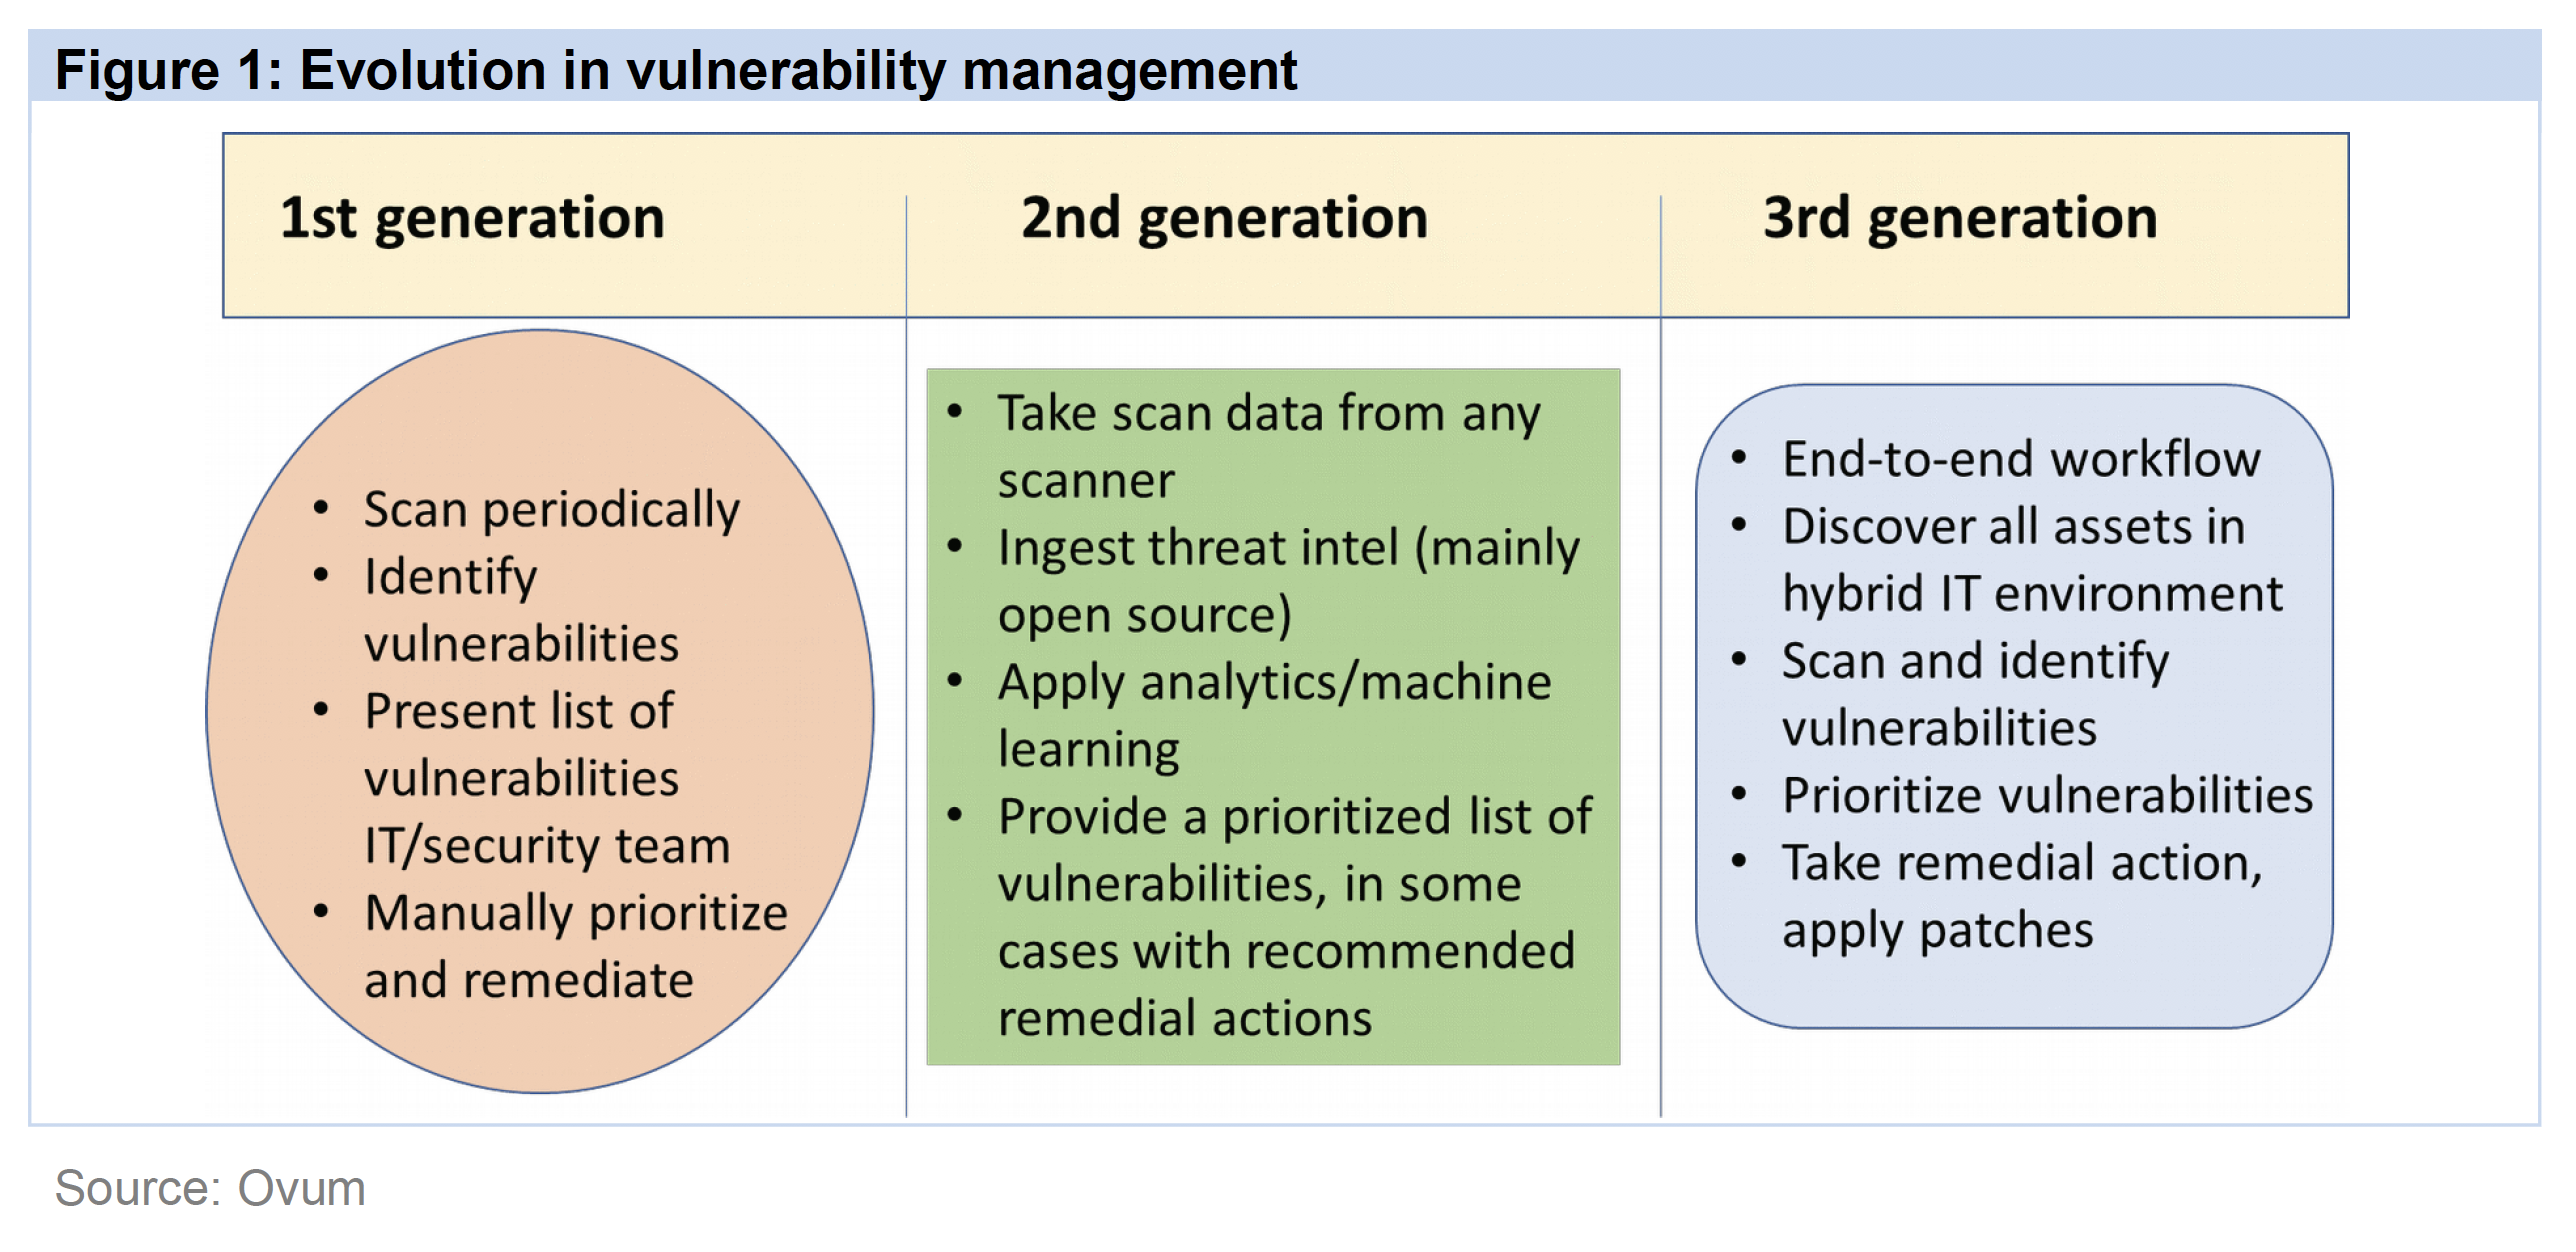 Figure 1: Evolution in vulnerability management
1st generation
2nd generation
3rd generation
• Scan periodically
• Identify
vulnerabilities
• Present list of
vulnerabilities
IT/security team
• Manually prioritize
and remediate
• Take scan data from any
scanner
• Ingest threat intel (mainly
open source)
• Apply analytics/machine
learning
• Provide a prioritized list of
vulnerabilities, in some
cases with recommended
remedial actions
• End-to-end workflow
• Discover all assets in
hybrid IT environment
• Scan and identify
vulnerabilities
• Prioritize vulnerabilities
• Take remedial action,
apply patches
Source: Ovum